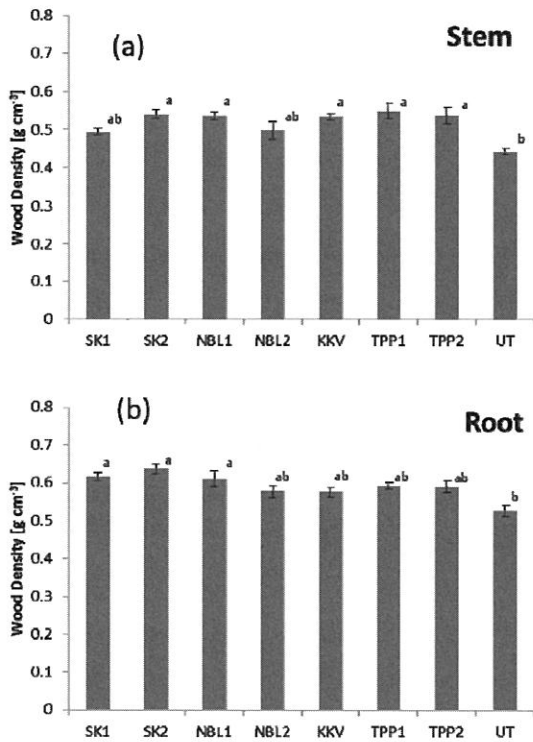 (a)
Stem
Wood Density [g cm⁻³]
0.8
0.7
0.6
0.5
0.4
0.3
0.2
0.1
0
ab
a
a
ab
a
a
a
b
SK1 SK2 NBL1 NBL2 KKV TPP1 TPP2 UT
(b)
Root
Wood Density [g cm⁻³]
0.8
0.7
0.6
0.5
0.4
0.3
0.2
0.1
0
a
a
a
ab
ab
ab
ab
b
SK1 SK2 NBL1 NBL2 KKV TPP1 TPP2 UT